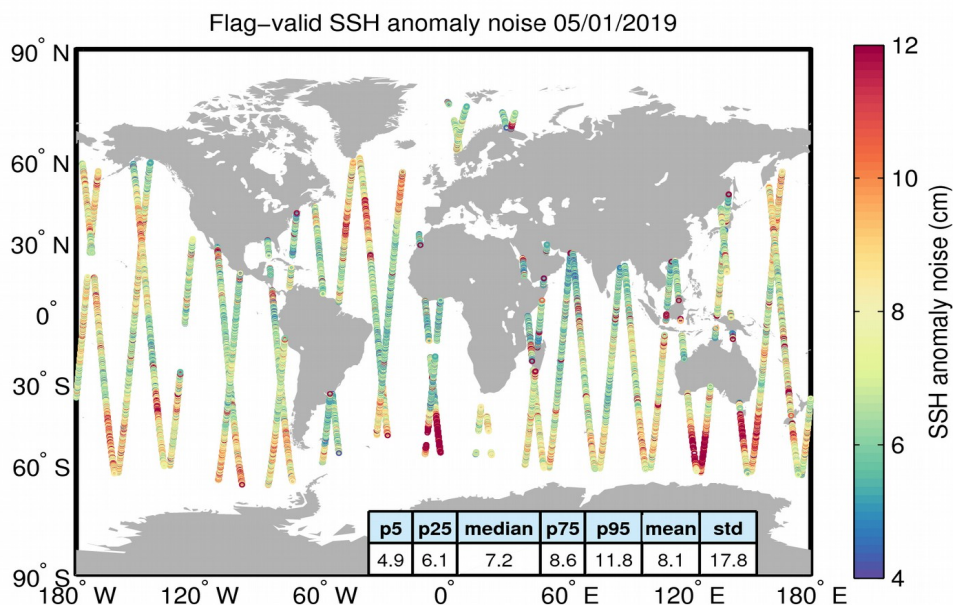 Flag−valid SSH anomaly noise 05/01/2019
90° N
60° N
30° N
0°
30° S
60° S
90° S
180° W
120° W
60° W
0°
60° E
120° E
180° E
p5 p25 median p75 p95 mean std
4.9 6.1 7.2 8.6 11.8 8.1 17.8
12
10
8
6
4
SSH anomaly noise (cm)